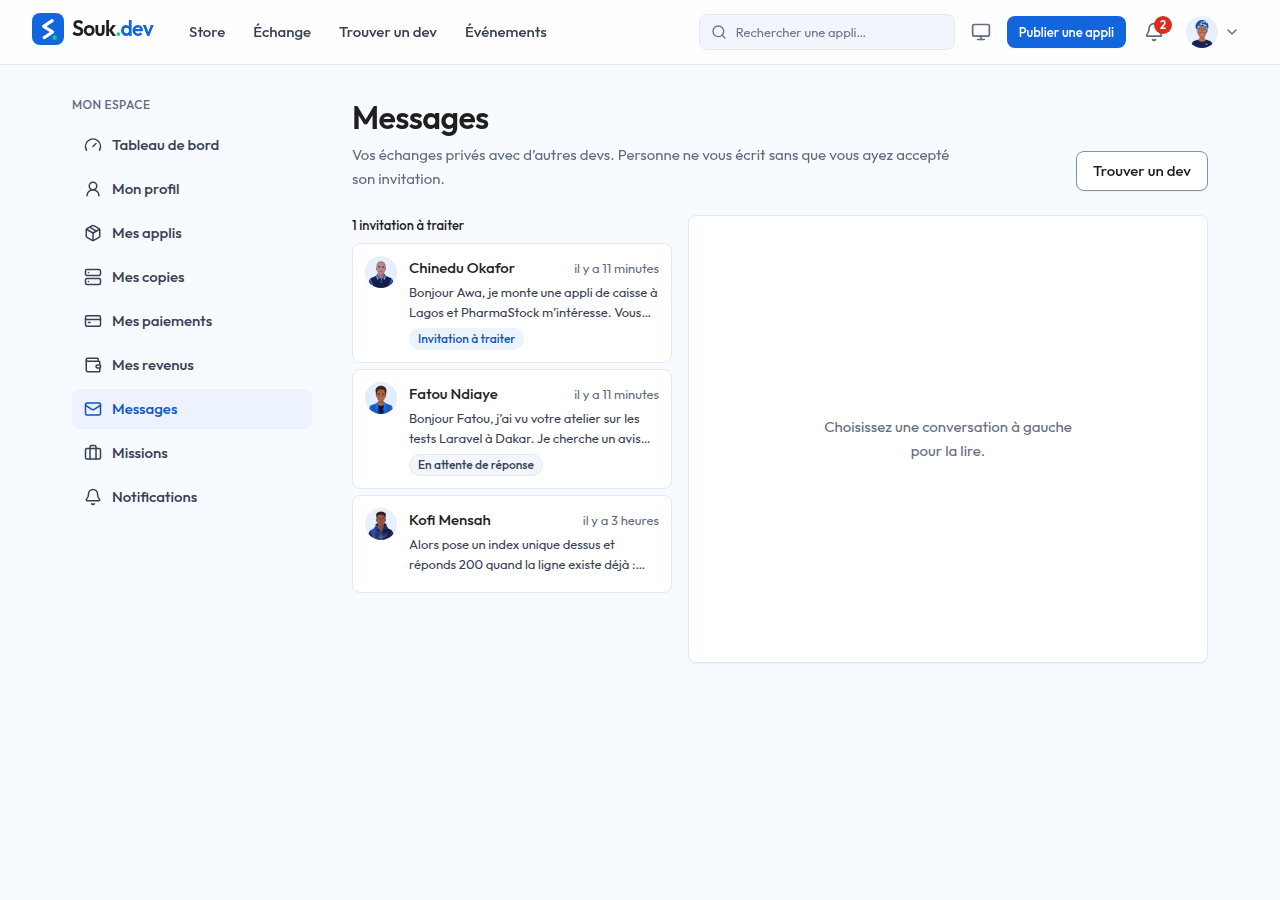 Souk.dev
Store
Échange
Trouver un dev
Événements
Rechercher une appli…
Publier une appli
2
MON ESPACE
Tableau de bord
Mon profil
Mes applis
Mes copies
Mes paiements
Mes revenus
Messages
Missions
Notifications
Messages
Vos échanges privés avec d’autres devs. Personne ne vous écrit sans que vous ayez accepté
son invitation.
Trouver un dev
1 invitation à traiter
Chinedu Okafor
il y a 11 minutes
Bonjour Awa, je monte une appli de caisse à
Lagos et PharmaStock m’intéresse. Vous…
Invitation à traiter
Fatou Ndiaye
il y a 11 minutes
Bonjour Fatou, j’ai vu votre atelier sur les
tests Laravel à Dakar. Je cherche un avis…
En attente de réponse
Kofi Mensah
il y a 3 heures
Alors pose un index unique dessus et
réponds 200 quand la ligne existe déjà :…
Choisissez une conversation à gauche
pour la lire.